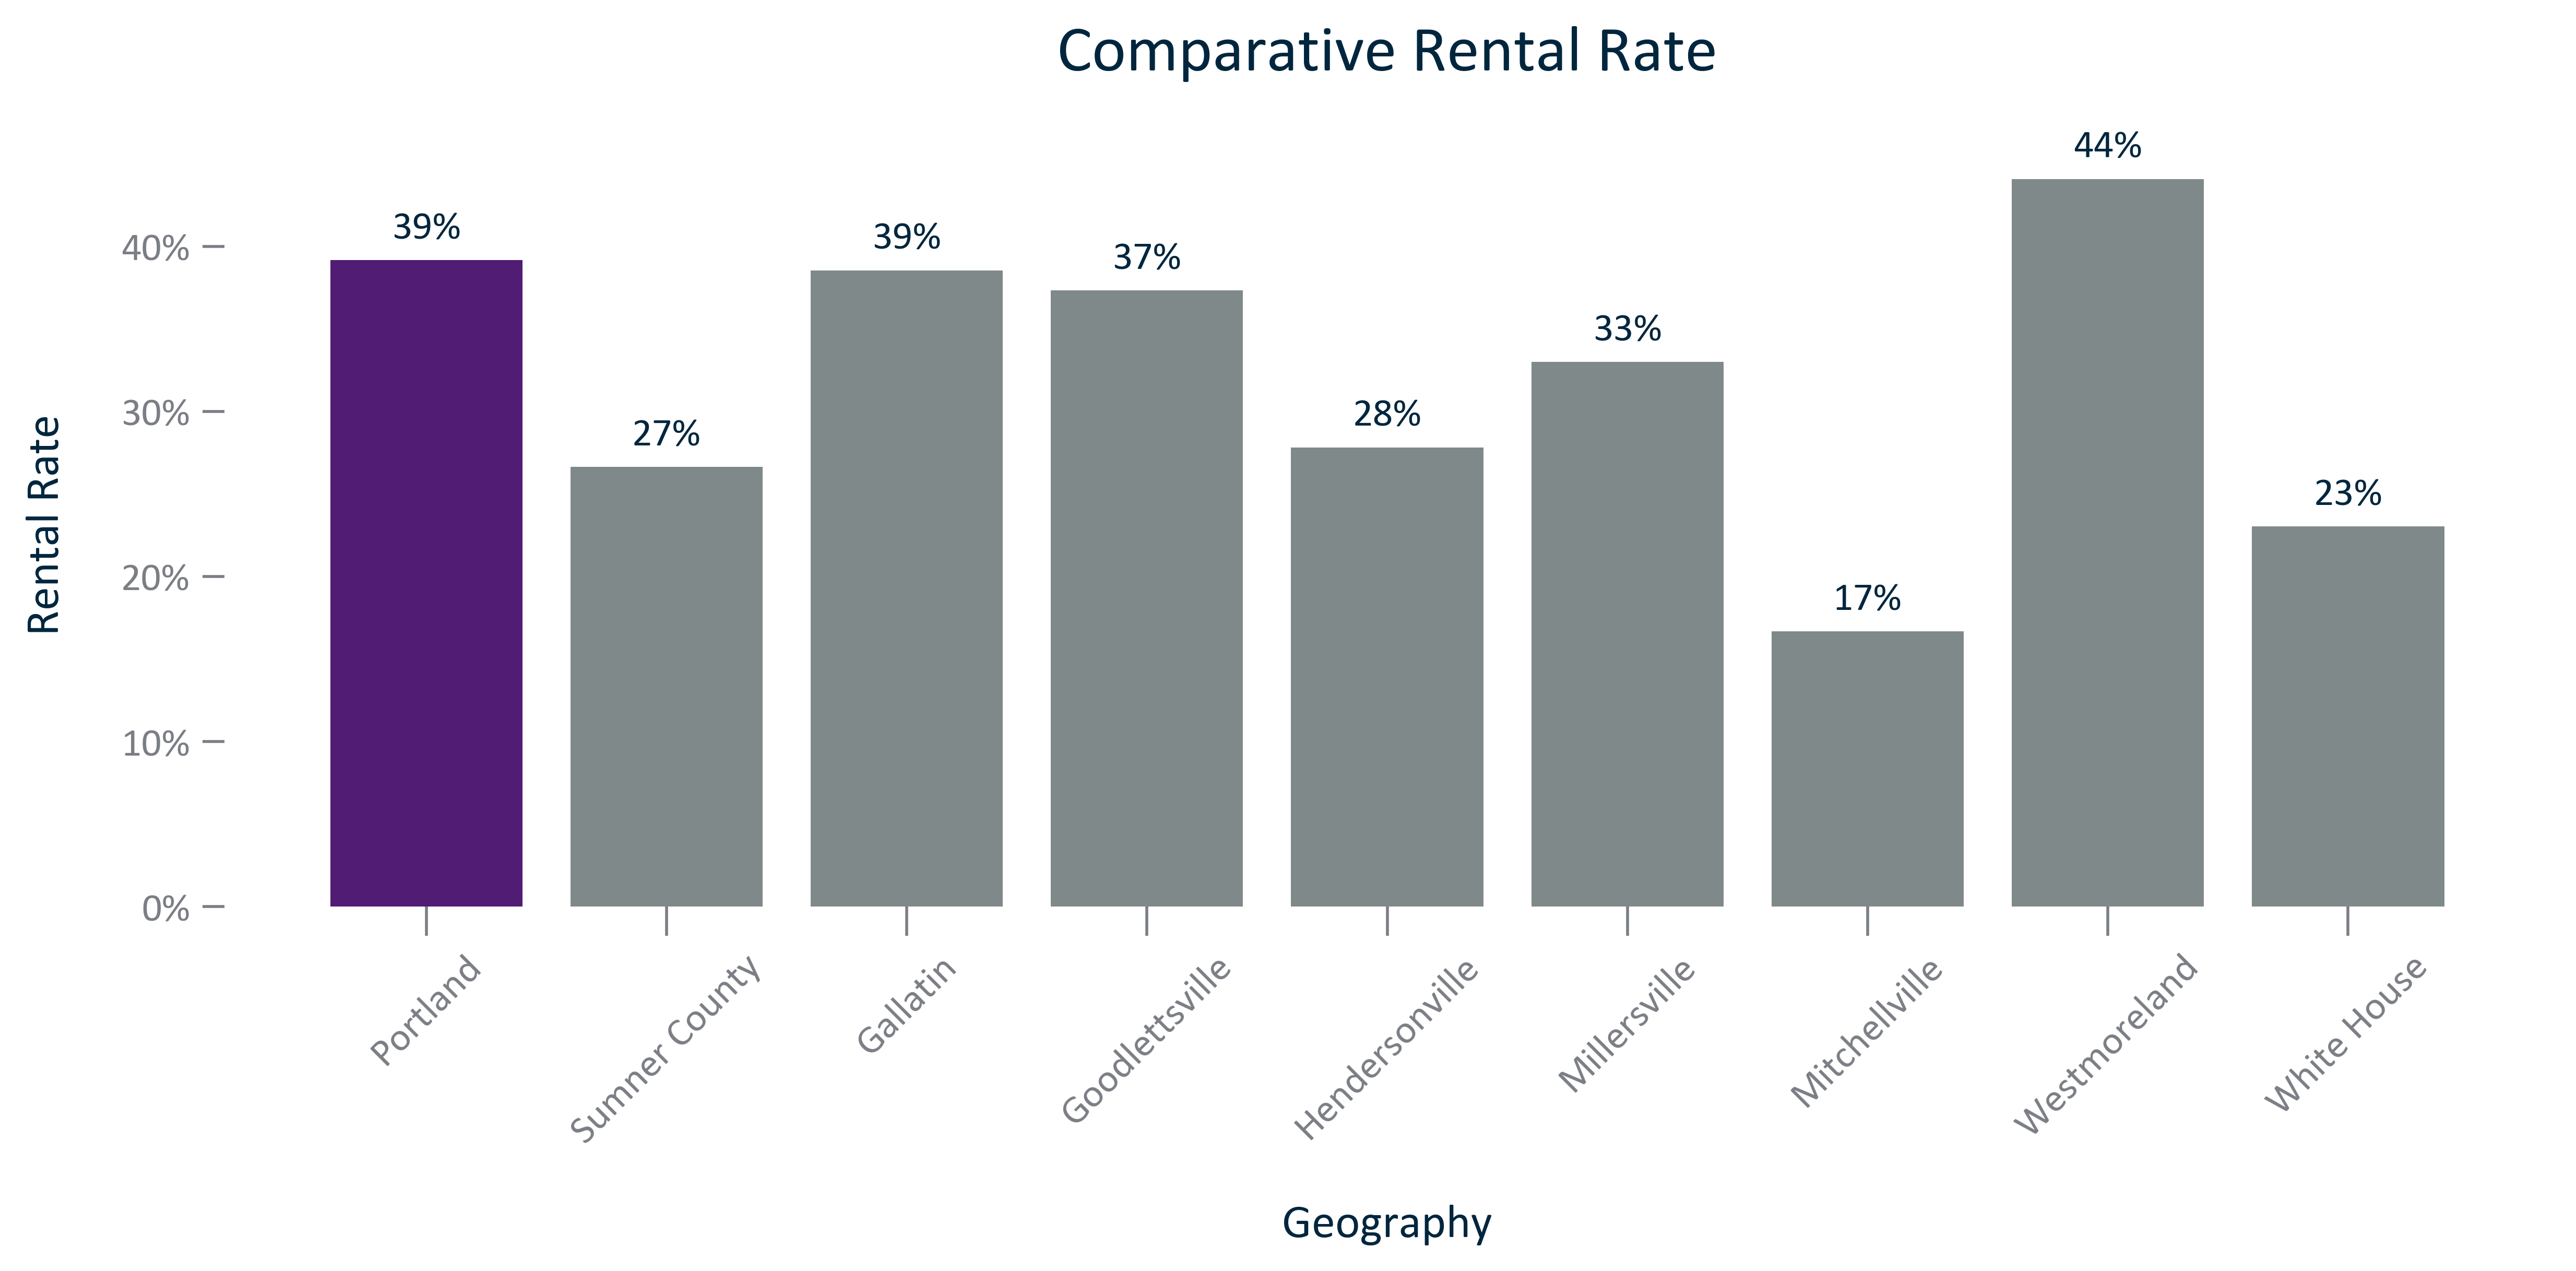 Comparative Rental Rate
Rental Rate
40%
30%
20%
10%
0%
39%
27%
39%
37%
28%
33%
17%
44%
23%
Portland
Sumner County
Gallatin
Goodlettsville
Hendersonville
Millersville
Mitchellville
Westmoreland
White House
Geography